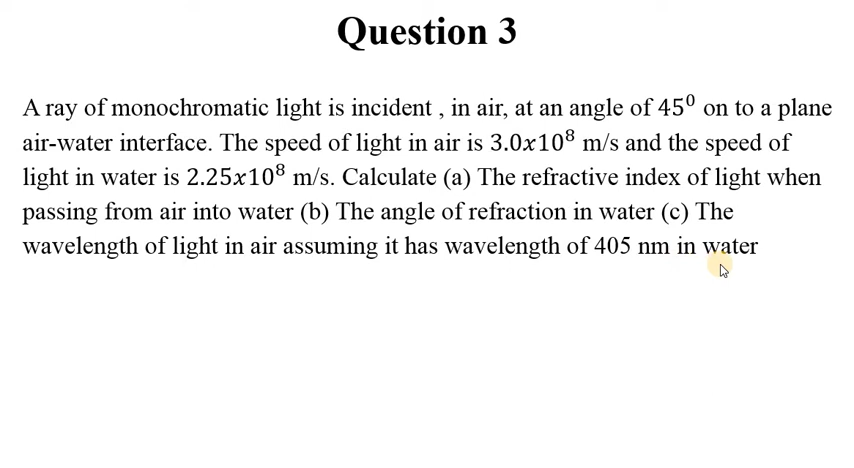 Question 3
A ray of monochromatic light is incident , in air, at an angle of 45⁰ on to a plane
air-water interface. The speed of light in air is 3.0x10⁸ m/s and the speed of
light in water is 2.25x10⁸ m/s. Calculate (a) The refractive index of light when
passing from air into water (b) The angle of refraction in water (c) The
wavelength of light in air assuming it has wavelength of 405 nm in water